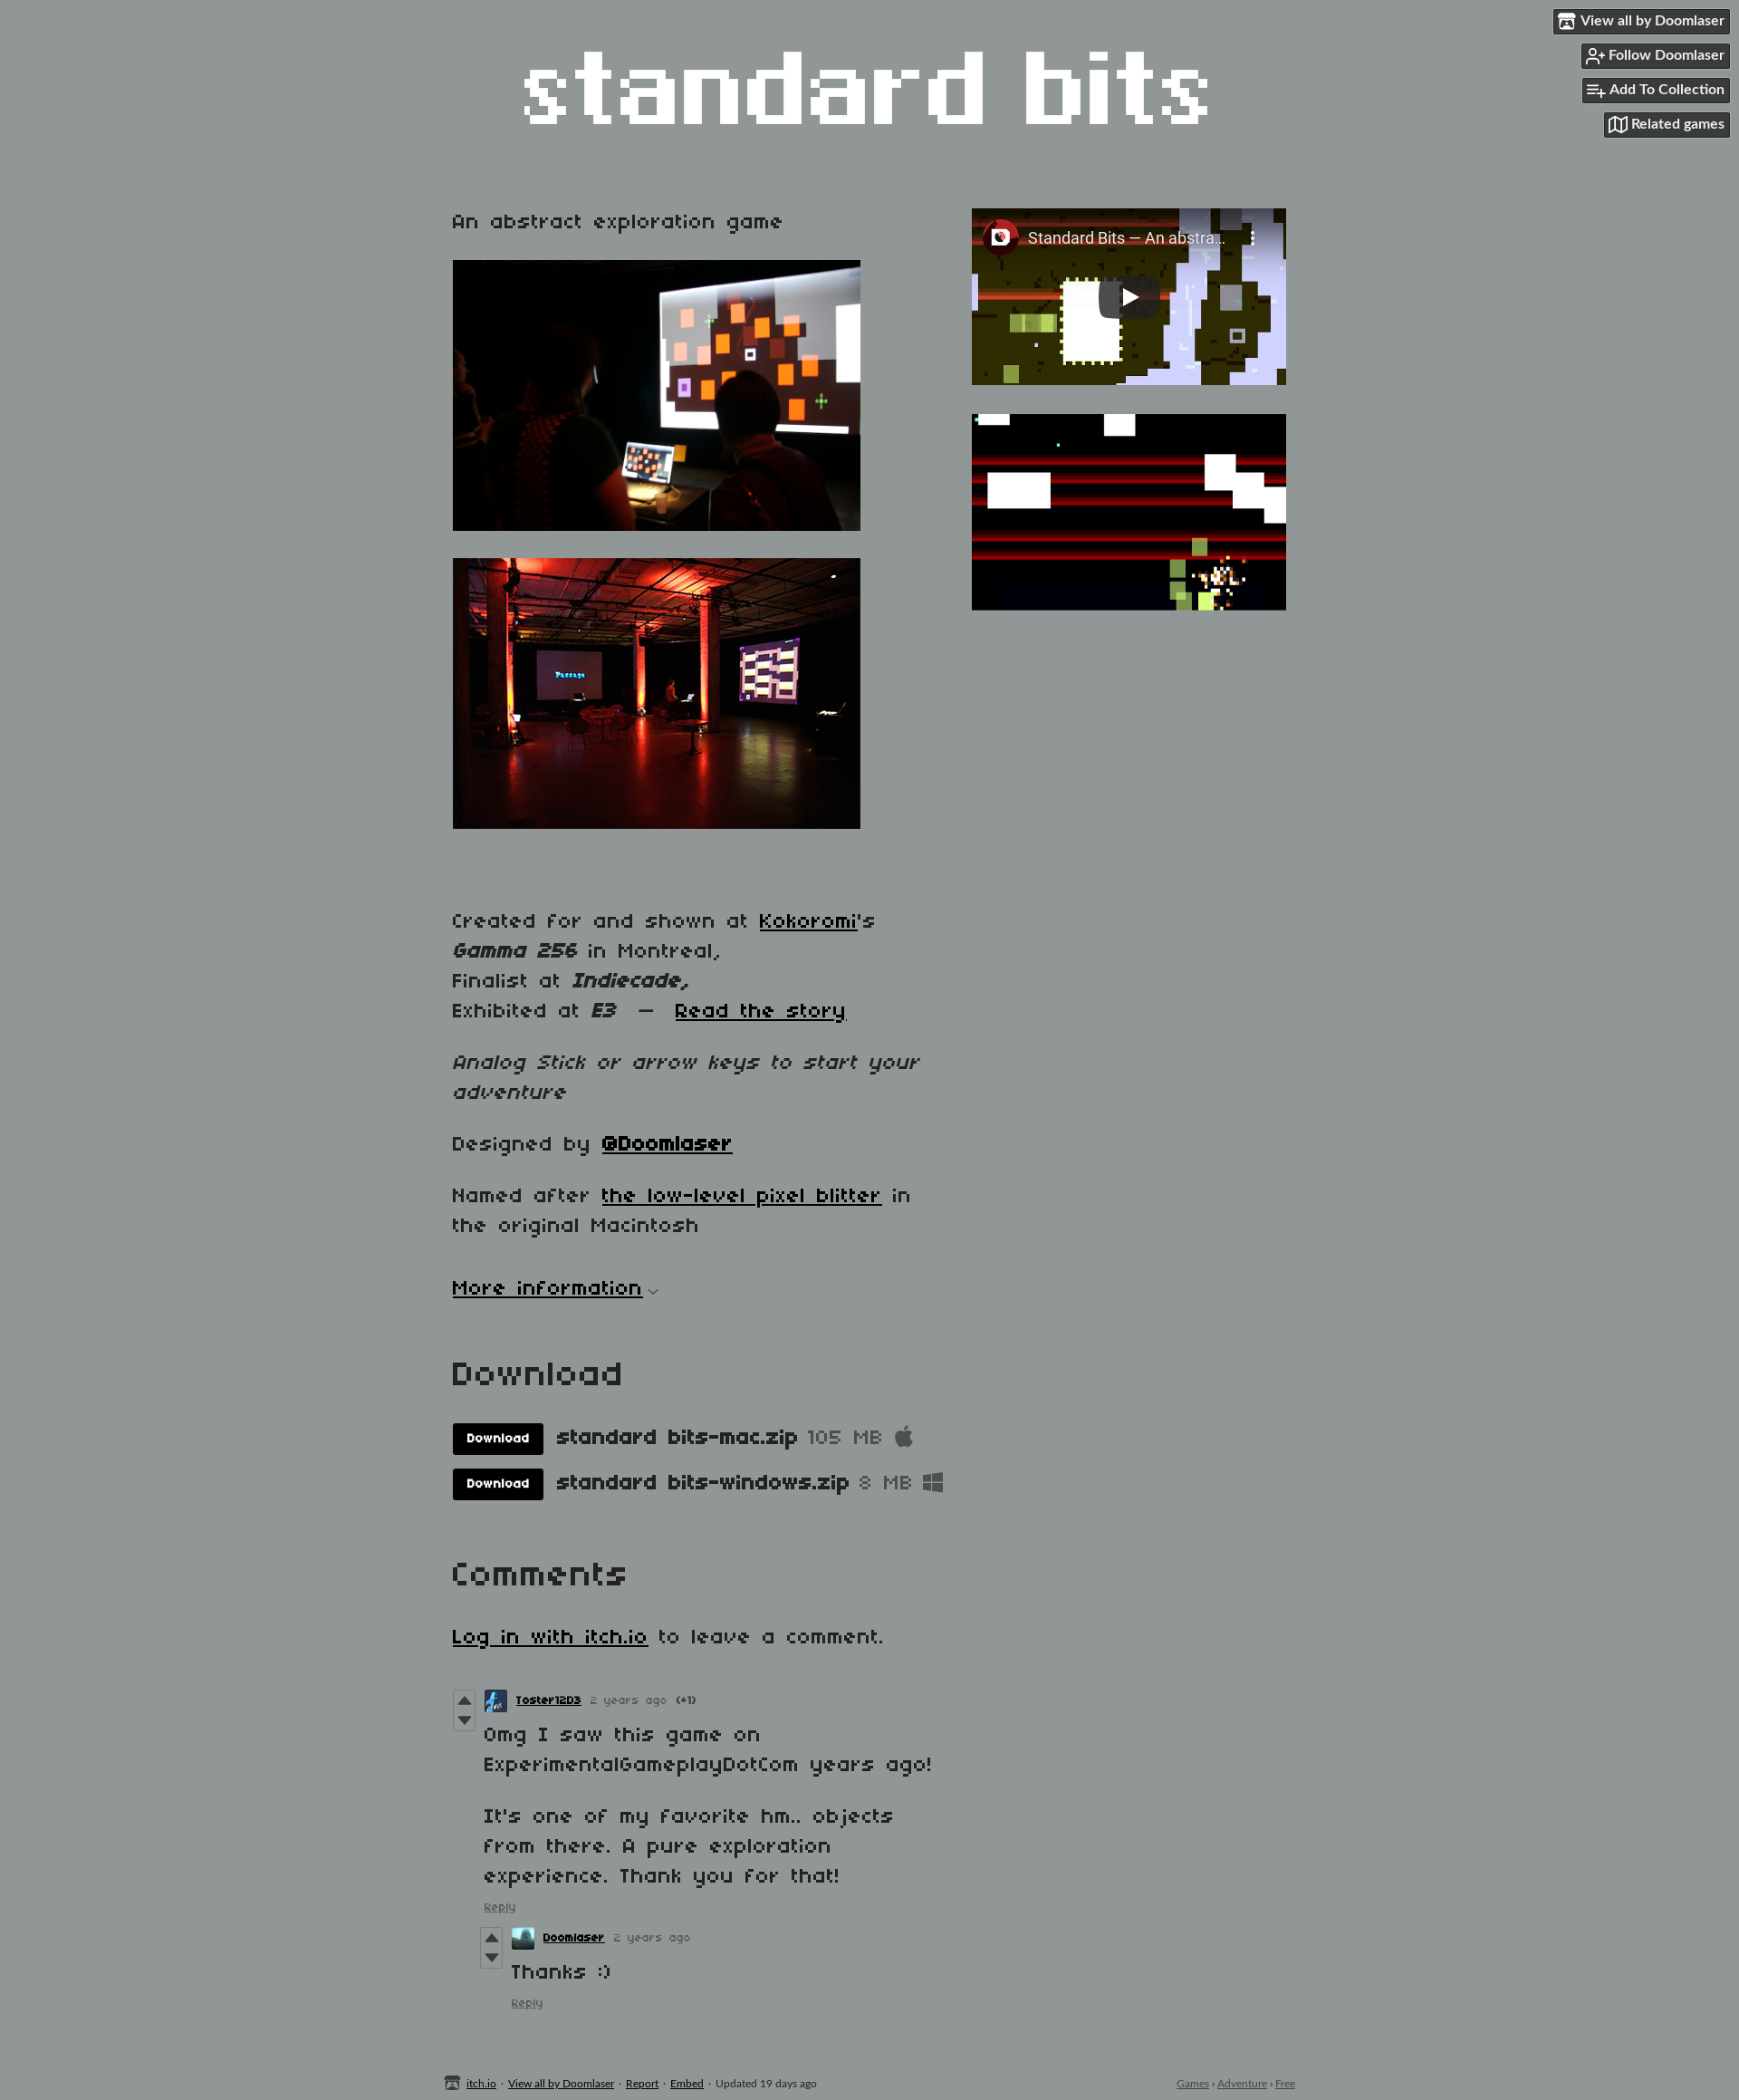 View all by Doomlaser
Follow Doomlaser
Add To Collection
Related games
standard bits
An abstract exploration game
Standard Bits — An abstra...
Passage
Created for and shown at Kokoromi's
Gamma 256 in Montreal,
Finalist at Indiecade,
Exhibited at E3 — Read the story
Analog Stick or arrow keys to start your
adventure
Designed by @Doomlaser
Named after the low-level pixel blitter in
the original Macintosh
More information
Download
Download standard bits-mac.zip 105 MB
Download standard bits-windows.zip 8 MB
Comments
Log in with itch.io to leave a comment.
Toster12D3 2 years ago (+1)
Omg I saw this game on
ExperimentalGameplayDotCom years ago!
It's one of my favorite hm.. objects
from there. A pure exploration
experience. Thank you for that!
Reply
Doomlaser 2 years ago
Thanks :)
Reply
itch.io · View all by Doomlaser · Report · Embed · Updated 19 days ago
Games › Adventure › Free